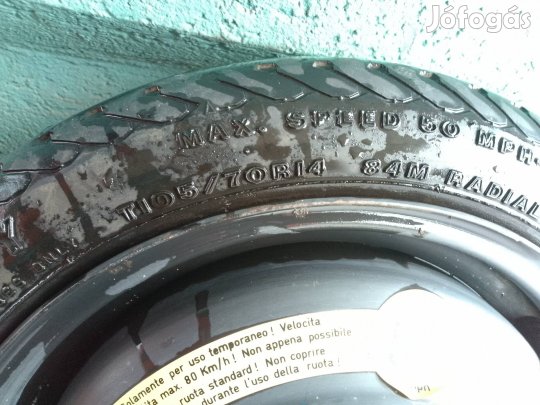 Jófogás
MAX. SPEED 50 MPH
T105/70R14 84M RADIAL
Solamente per uso temporaneo! Velocita
max. 80 Km/h! Non appena possibile
ruota standard! Non coprire
durante l'uso della ruota!